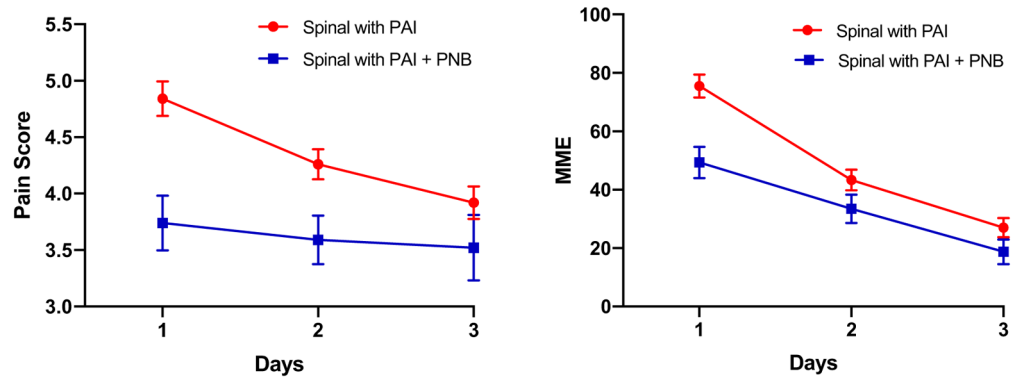 5.5
5.0
4.5
4.0
3.5
3.0
Pain Score
Spinal with PAI
Spinal with PAI + PNB
1 2 3
Days
100
80
60
40
20
0
MME
Spinal with PAI
Spinal with PAI + PNB
1 2 3
Days